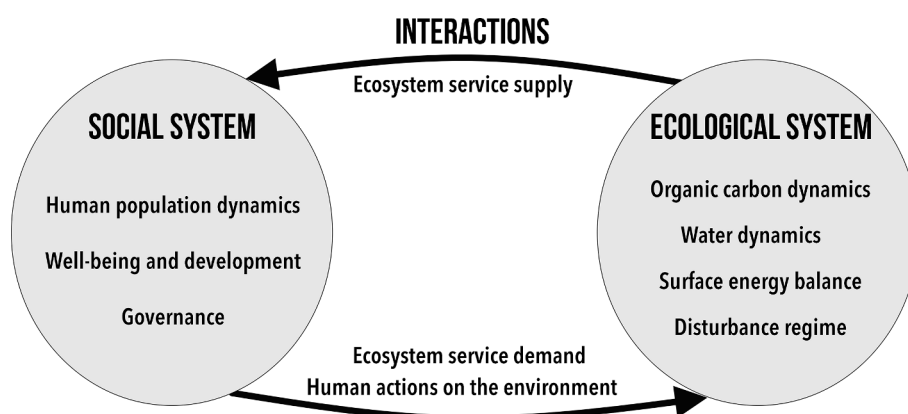 INTERACTIONS
Ecosystem service supply
SOCIAL SYSTEM
Human population dynamics
Well-being and development
Governance
ECOLOGICAL SYSTEM
Organic carbon dynamics
Water dynamics
Surface energy balance
Disturbance regime
Ecosystem service demand
Human actions on the environment